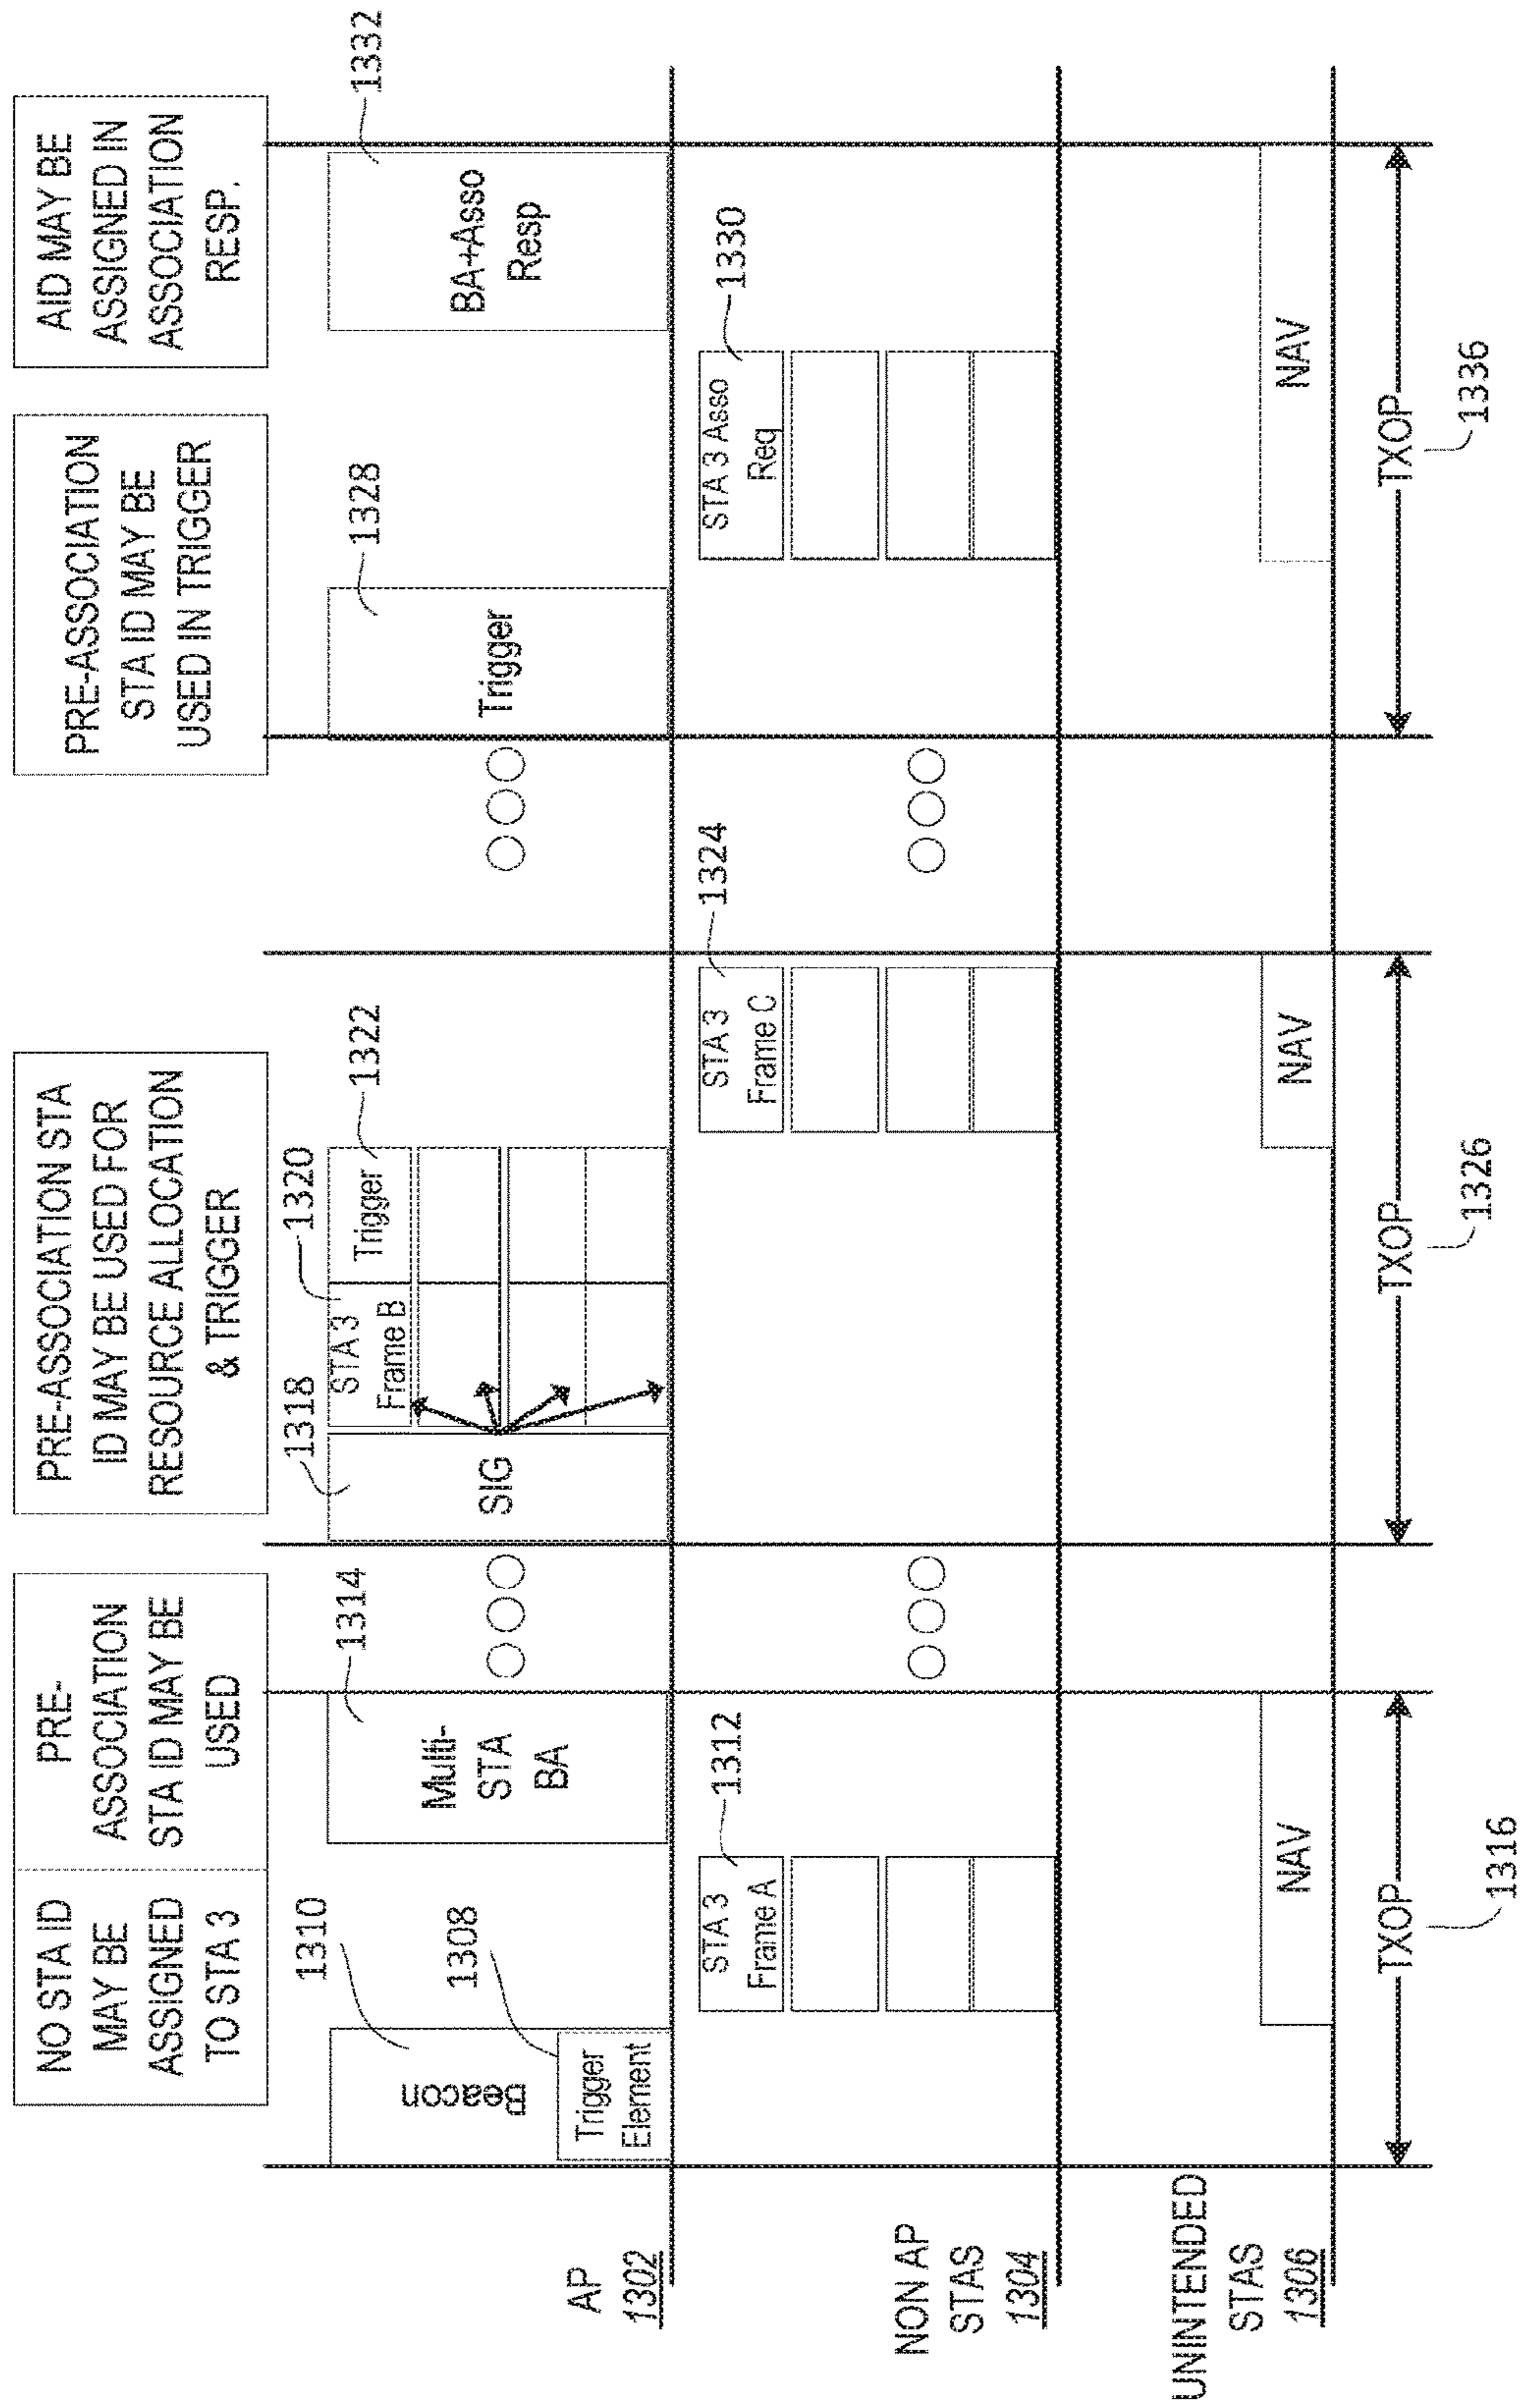 NO STA ID
MAY BE
ASSIGNED
TO STA 3
PRE-
ASSOCIATION
STA ID MAY BE
USED
PRE-ASSOCIATION STA
ID MAY BE USED FOR
RESOURCE ALLOCATION
& TRIGGER
PRE-ASSOCIATION
STA ID MAY BE
USED IN TRIGGER
AID MAY BE
ASSIGNED IN
ASSOCIATION
RESP.
AP
1302
1310
Beacon
1308
Trigger
Element
1314
Multi-
STA
BA
1318
SIG
1320
STA 3
Frame B
1322
Trigger
1328
Trigger
1332
BA+Asso
Resp
NON AP
STAS
1304
1312
STA 3
Frame A
1324
STA 3
Frame C
1330
STA 3 Asso
Req
UNINTENDED
STAS
1306
NAV
NAV
NAV
TXOP
1316
TXOP
1326
TXOP
1336